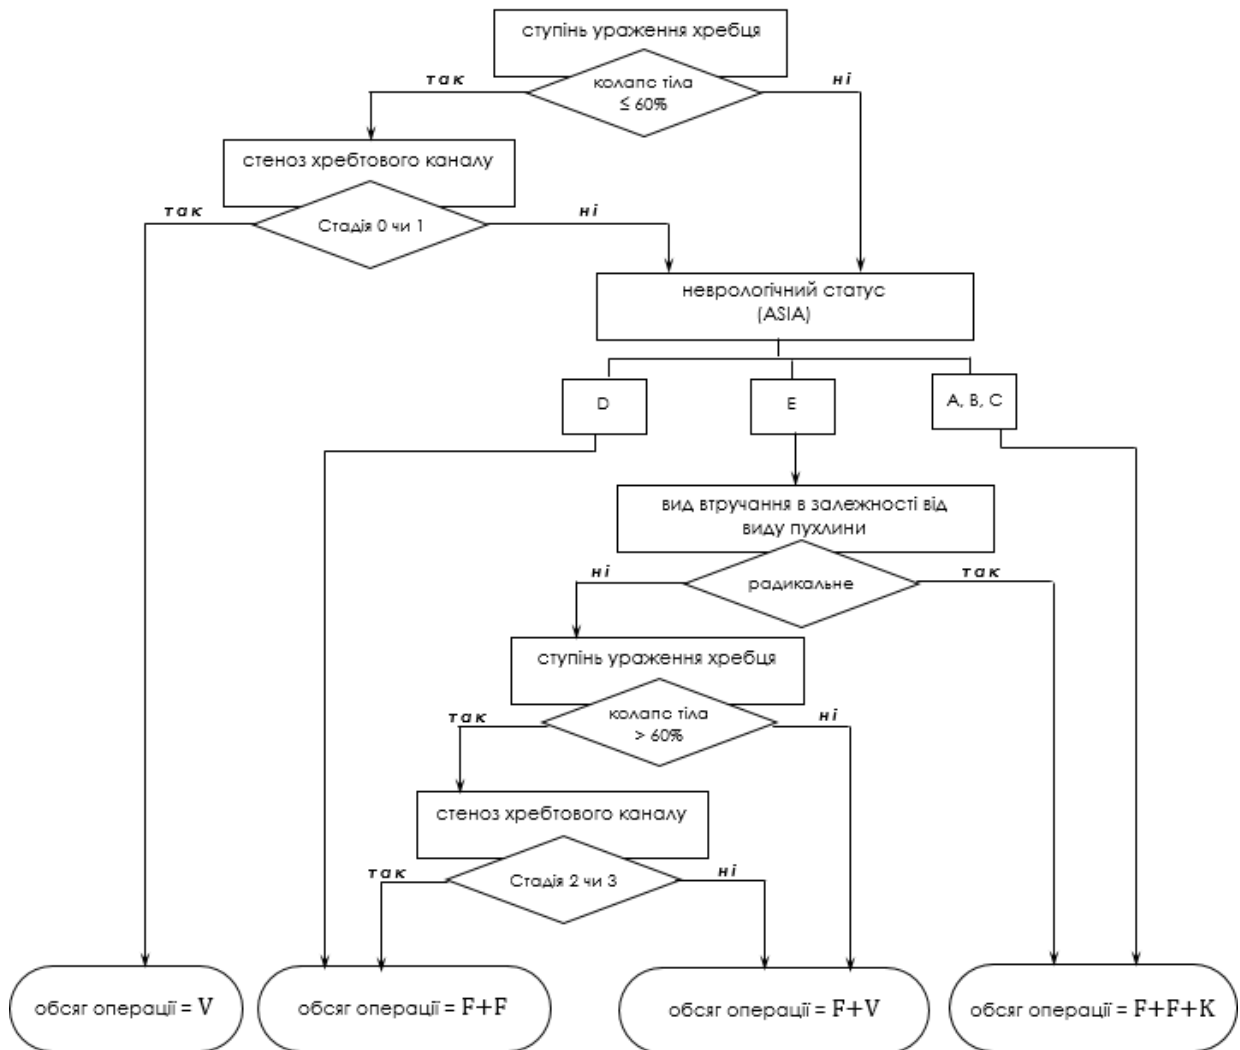 ступінь ураження хребця
так
колапс тіла
≤ 60%
ні
стеноз хребтового каналу
так
Стадія 0 чи 1
ні
неврологічний статус
(ASIA)
D
E
A, B, C
вид втручання в залежності від
виду пухлини
ні
радикальне
так
ступінь ураження хребця
так
колапс тіла
> 60%
ні
стеноз хребтового каналу
так
Стадія 2 чи 3
ні
обсяг операції = V
обсяг операції = F+F
обсяг операції = F+V
обсяг операції = F+F+K